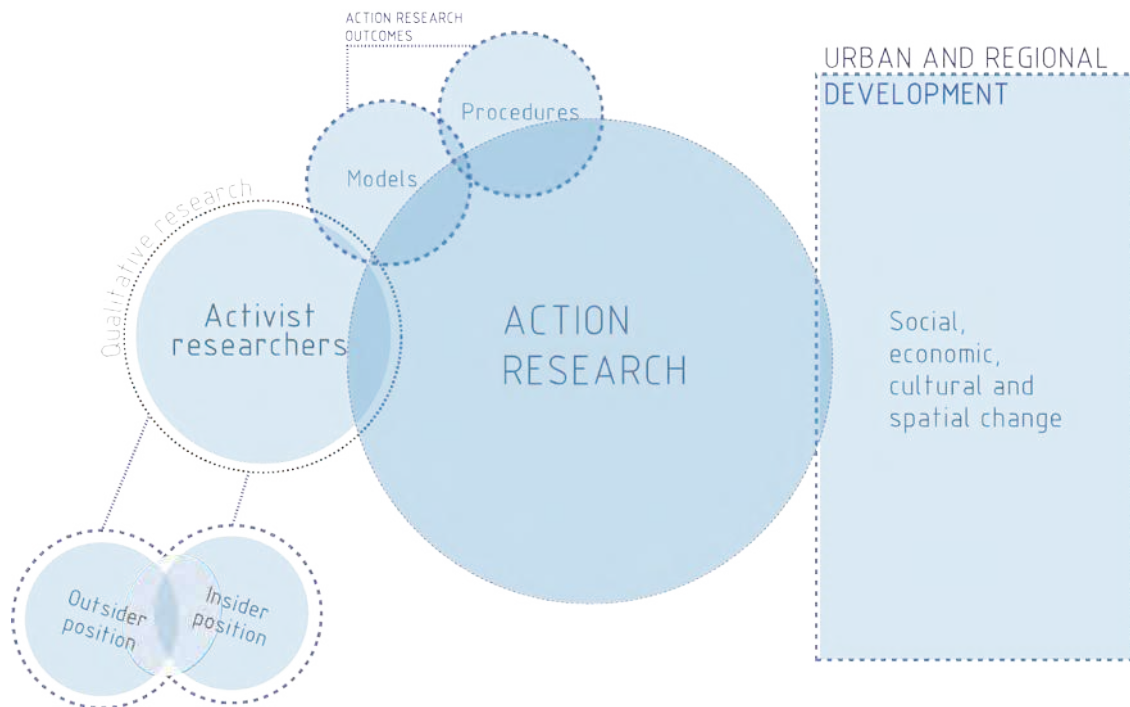 ACTION RESEARCH
OUTCOMES
Procedures
Models
Qualitative research
Activist
researchers
ACTION
RESEARCH
URBAN AND REGIONAL
DEVELOPMENT
Social,
economic,
cultural and
spatial change
Outsider
position
Insider
position